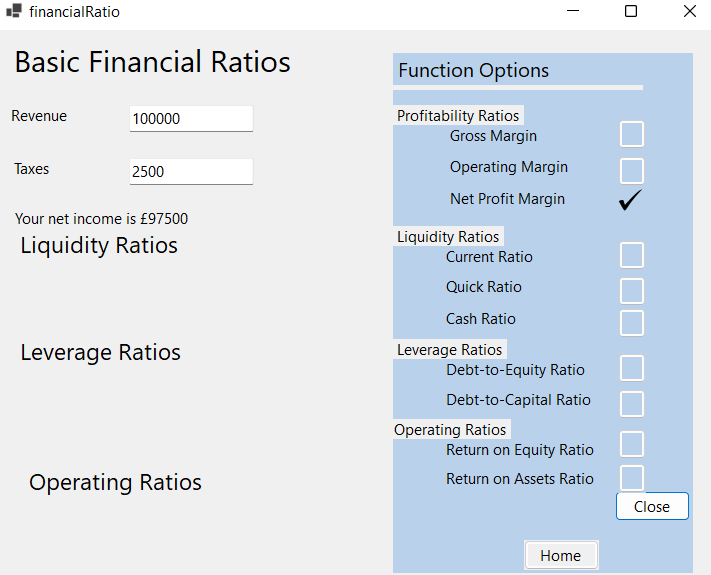 financialRatio
Basic Financial Ratios
Revenue 100000
Taxes 2500
Your net income is £97500
Liquidity Ratios
Leverage Ratios
Operating Ratios
Function Options
Profitability Ratios
Gross Margin
Operating Margin
Net Profit Margin
Liquidity Ratios
Current Ratio
Quick Ratio
Cash Ratio
Leverage Ratios
Debt-to-Equity Ratio
Debt-to-Capital Ratio
Operating Ratios
Return on Equity Ratio
Return on Assets Ratio
Close
Home